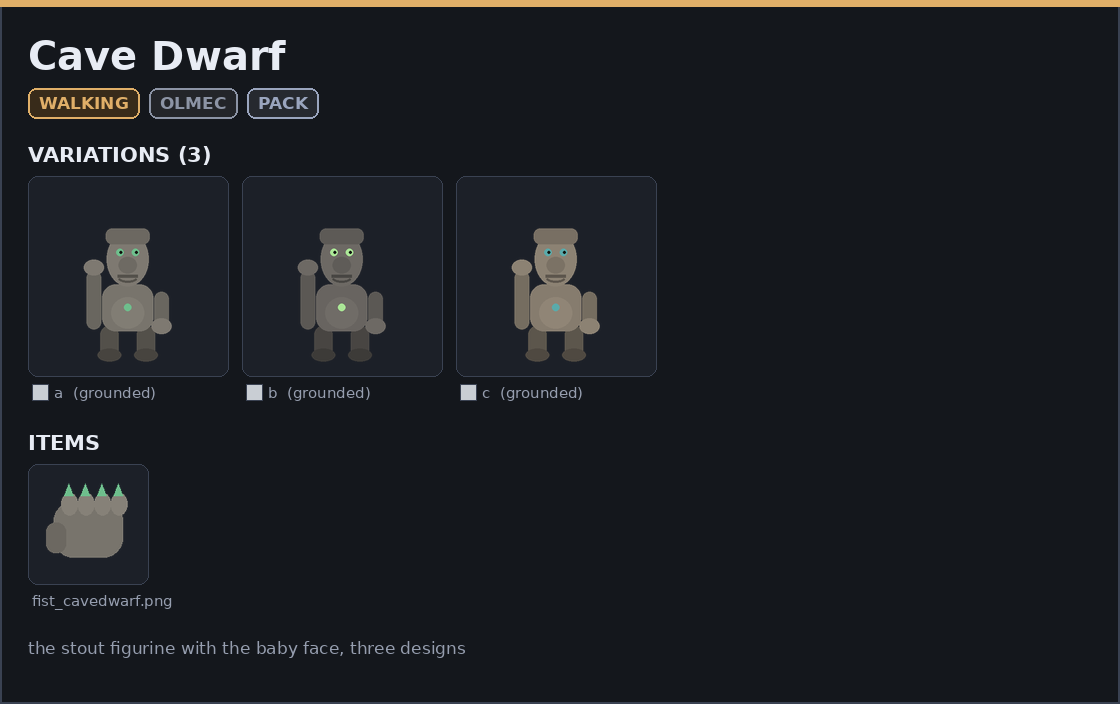 Cave Dwarf
WALKING OLMEC PACK
VARIATIONS (3)
a (grounded) b (grounded) c (grounded)
ITEMS
fist_cavedwarf.png
the stout figurine with the baby face, three designs